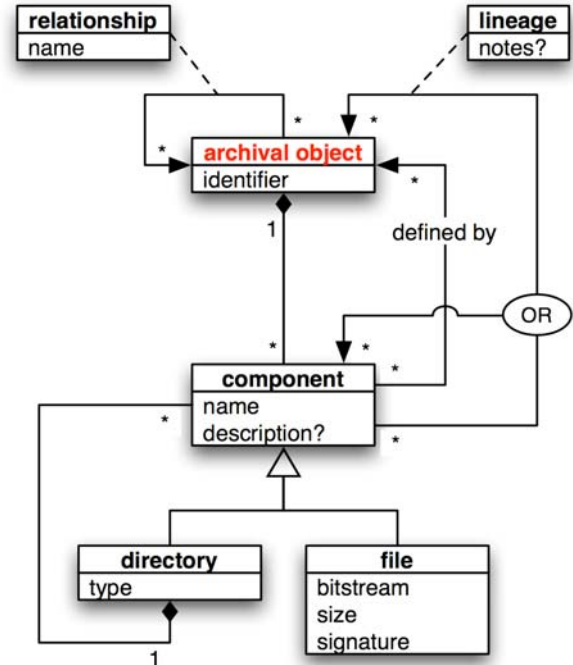 relationship
name
lineage
notes?
*
*
*
archival object
identifier
*
1
defined by
OR
*
*
component
*
name
description?
*
*
directory
type
file
bitstream
size
signature
1